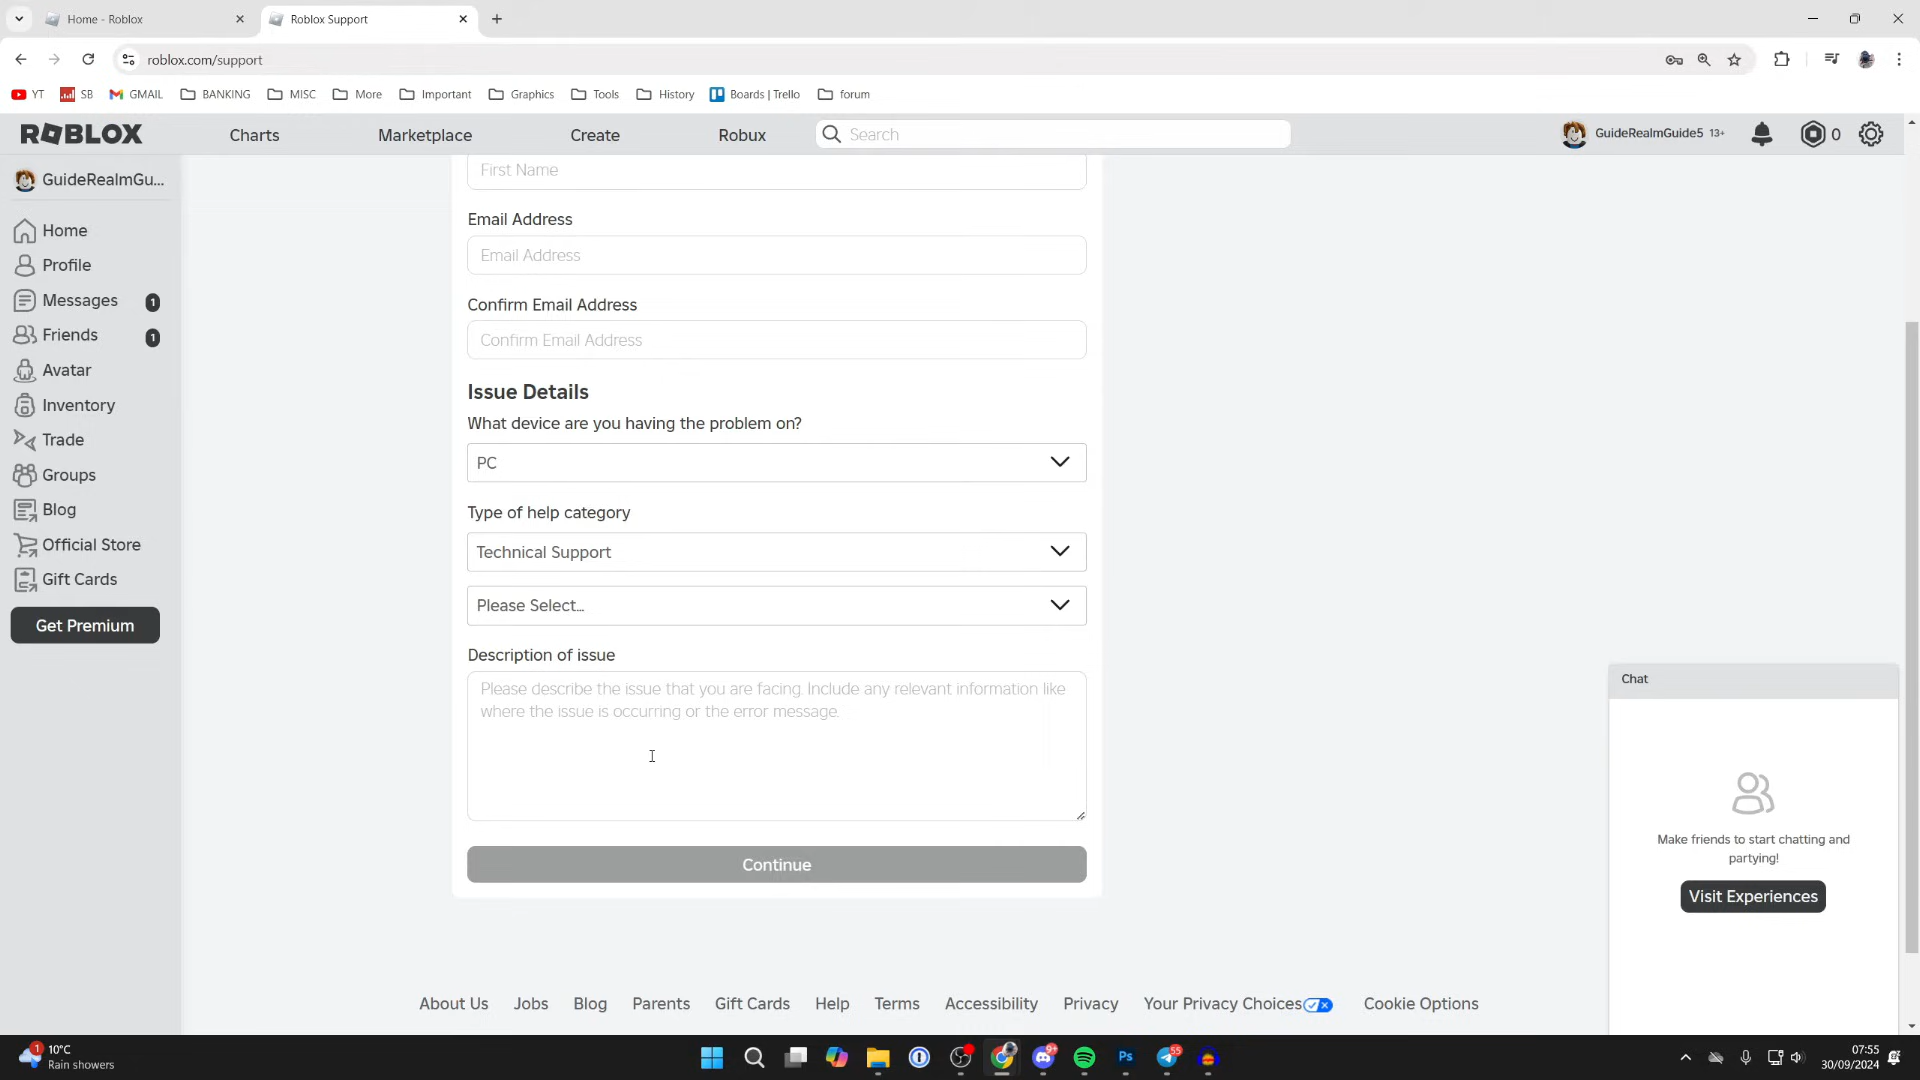 Home - Roblox
Roblox Support
roblox.com/support
YT
SB
GMAIL
BANKING
MISC
More
Important
Graphics
Tools
History
Boards | Trello
forum
ROBLOX
Charts
Marketplace
Create
Robux
Search
GuideRealmGuide5 13+
0
GuideRealmGu...
Home
Profile
Messages 1
Friends 1
Avatar
Inventory
Trade
Groups
Blog
Official Store
Gift Cards
Get Premium
First Name
Email Address
Email Address
Confirm Email Address
Confirm Email Address
Issue Details
What device are you having the problem on?
PC
Type of help category
Technical Support
Please Select...
Description of issue
Please describe the issue that you are facing. Include any relevant information like
where the issue is occurring or the error message.
Continue
Chat
Make friends to start chatting and
partying!
Visit Experiences
About Us
Jobs
Blog
Parents
Gift Cards
Help
Terms
Accessibility
Privacy
Your Privacy Choices
Cookie Options
1
10°C
Rain showers
9+
Ps
55
07:55
30/09/2024